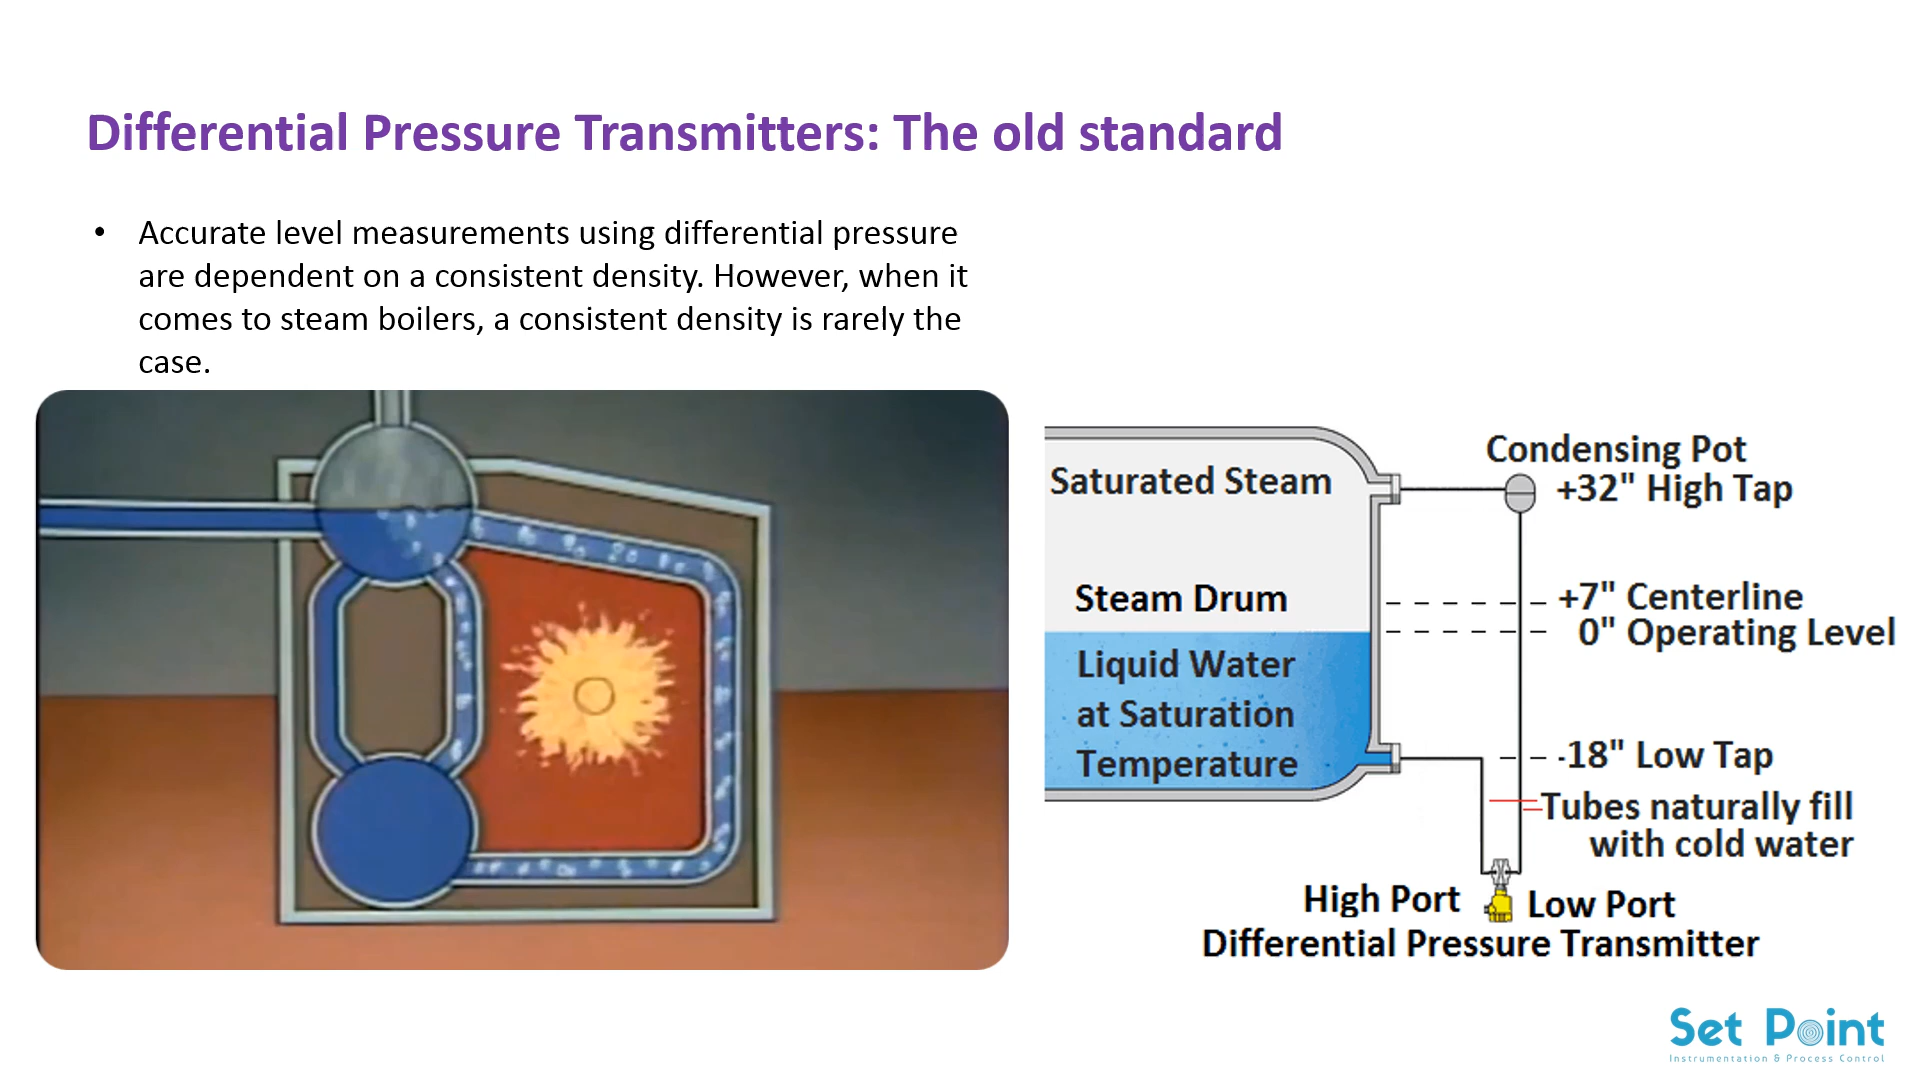 Differential Pressure Transmitters: The old standard
• Accurate level measurements using differential pressure
are dependent on a consistent density. However, when it
comes to steam boilers, a consistent density is rarely the
case.
Condensing Pot
Saturated Steam
+32" High Tap
Steam Drum
+7" Centerline
0" Operating Level
Liquid Water
at Saturation
Temperature
-18" Low Tap
Tubes naturally fill
with cold water
High Port
Low Port
Differential Pressure Transmitter
Set Point
Instrumentation & Process Control